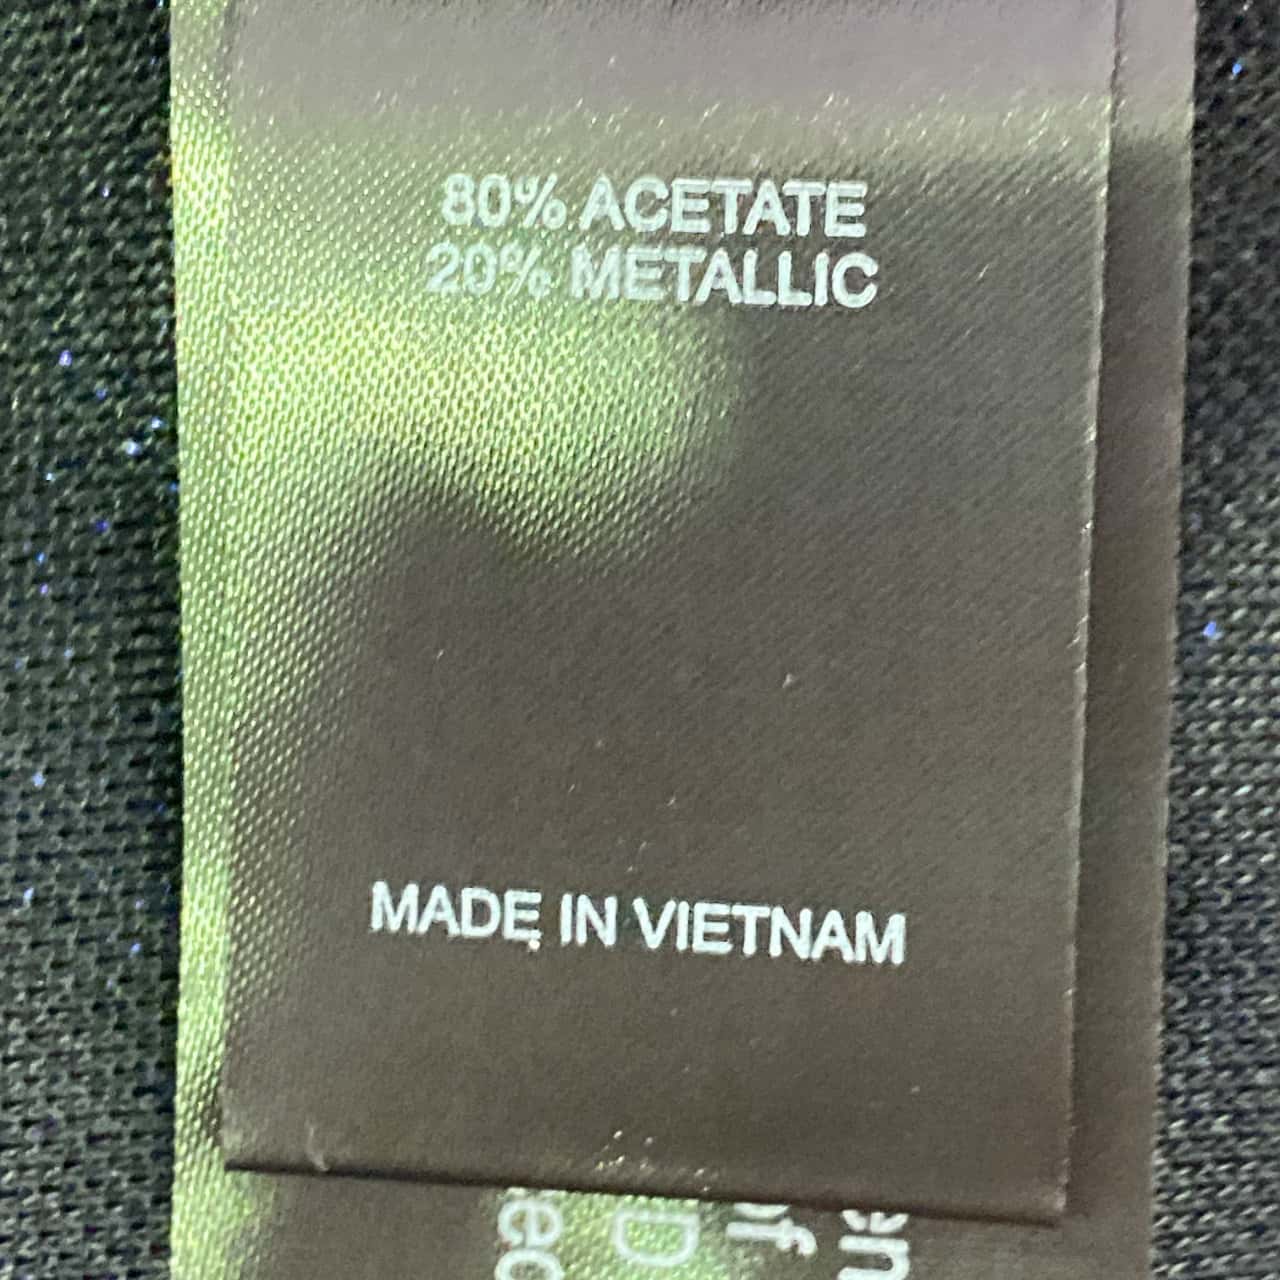 80% ACETATE
20% METALLIC
MADE IN VIETNAM